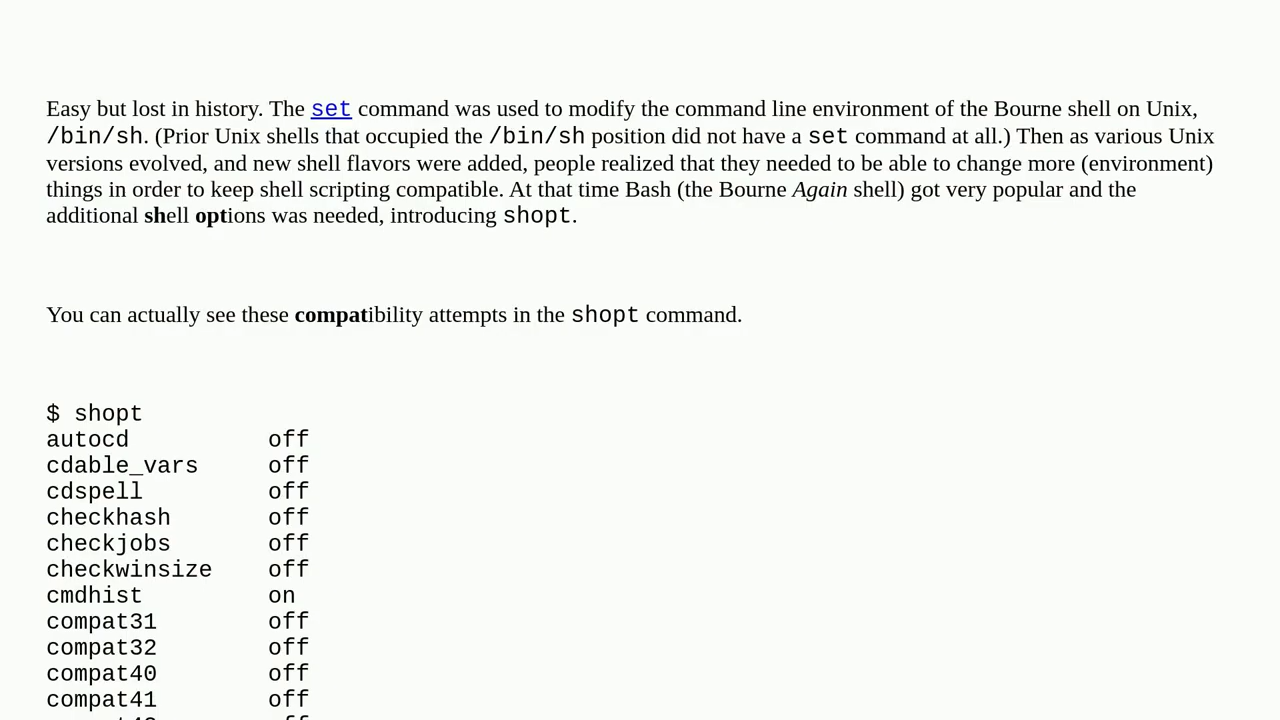 Easy but lost in history. The set command was used to modify the command line environment of the Bourne shell on Unix,
/bin/sh. (Prior Unix shells that occupied the /bin/sh position did not have a set command at all.) Then as various Unix
versions evolved, and new shell flavors were added, people realized that they needed to be able to change more (environment)
things in order to keep shell scripting compatible. At that time Bash (the Bourne Again shell) got very popular and the
additional shell options was needed, introducing shopt.
You can actually see these compatibility attempts in the shopt command.
$ shopt
autocd off
cdable_vars off
cdspell off
checkhash off
checkjobs off
checkwinsize off
cmdhist on
compat31 off
compat32 off
compat40 off
compat41 off